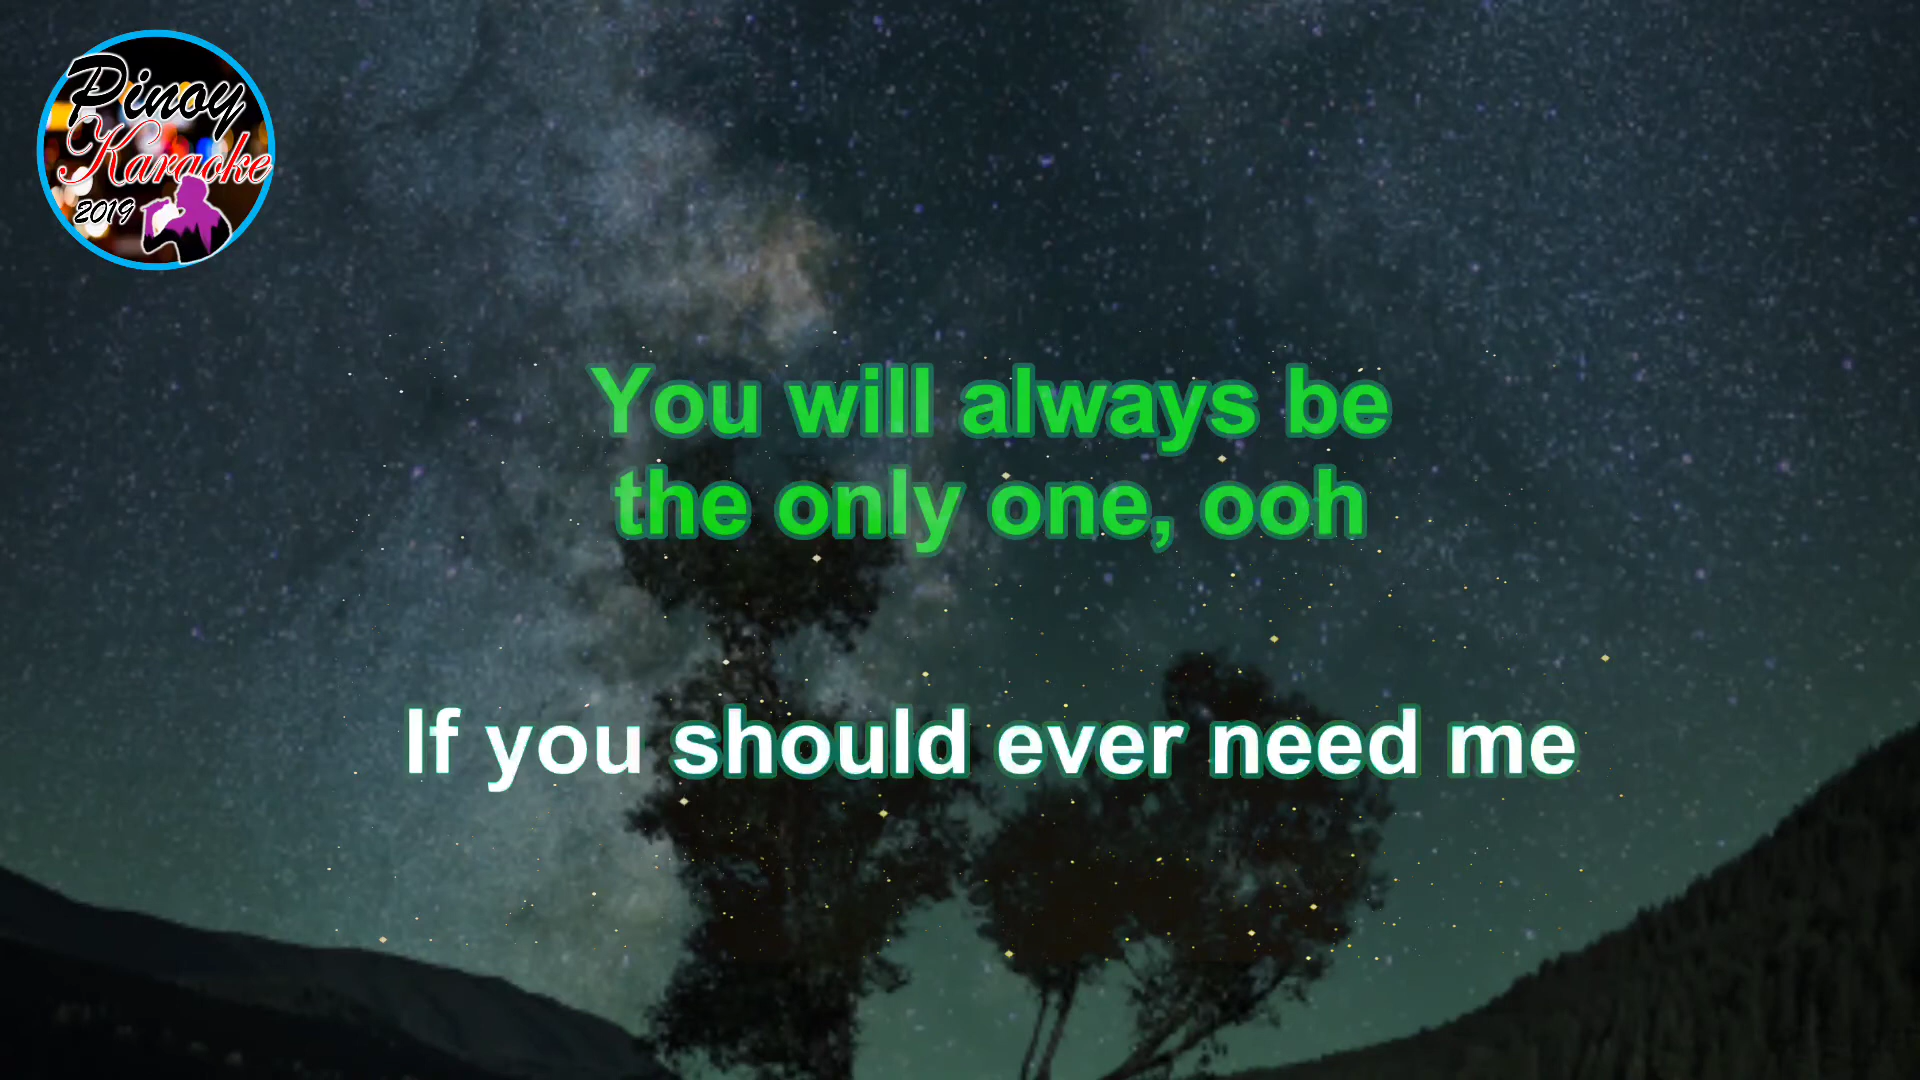 Pinoy
Karaoke
2019
You will always be
the only one, ooh
If you should ever need me